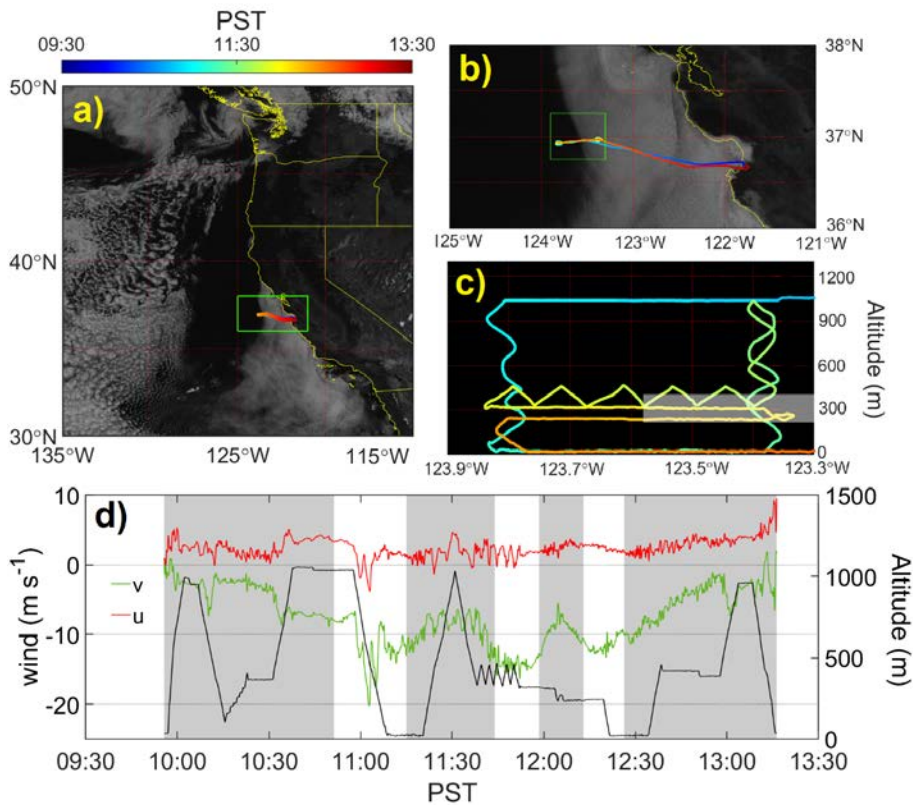 PST
09:30 11:30 13:30
a)
50°N
40°N
30°N
135°W 125°W 115°W
b)
38°N
37°N
36°N
125°W 124°W 123°W 122°W 121°W
c)
1200
900
600
300
0
Altitude (m)
123.9°W 123.7°W 123.5°W 123.3°W
d)
10
0
-10
-20
wind (m s⁻¹)
v
u
1500
1000
500
0
Altitude (m)
09:30 10:00 10:30 11:00 11:30 12:00 12:30 13:00 13:30
PST